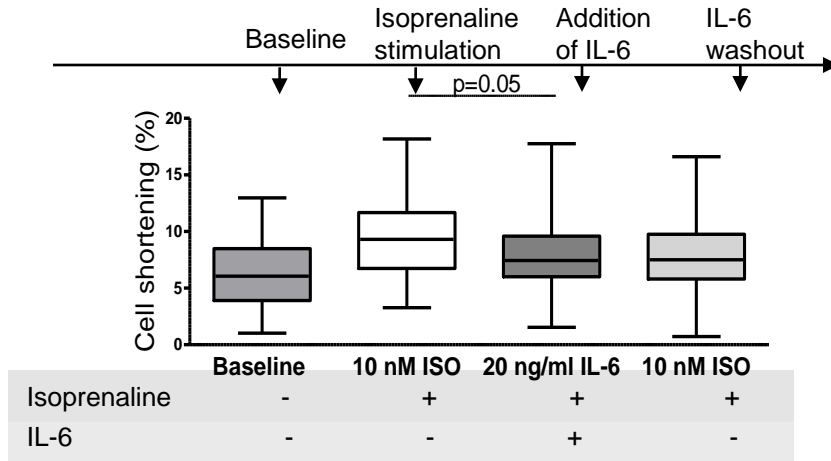 Baseline
Isoprenaline
stimulation
Addition
of IL-6
IL-6
washout
p=0.05
Cell shortening (%)
20
15
10
5
0
Baseline 10 nM ISO 20 ng/ml IL-6 10 nM ISO
Isoprenaline - + + +
IL-6 - - + -